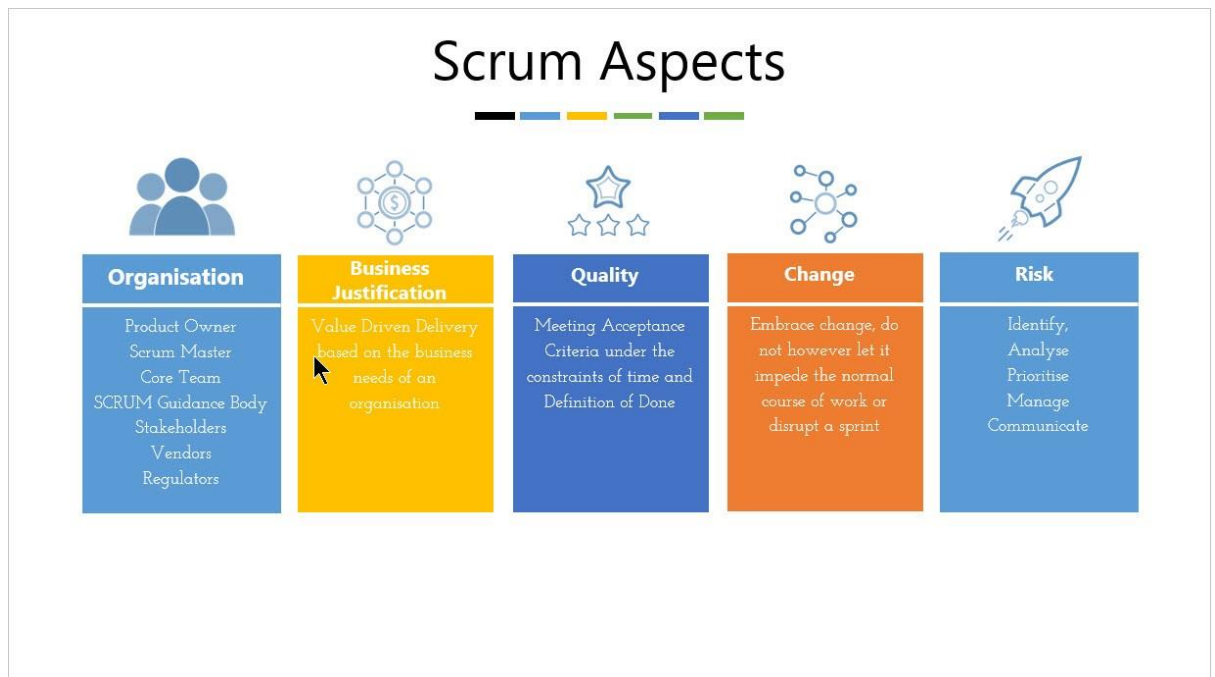 Scrum Aspects
Organisation
Product Owner
Scrum Master
Core Team
SCRUM Guidance Body
Stakeholders
Vendors
Regulators
Business
Justification
Value Driven Delivery
based on the business
needs of an
organisation
Quality
Meeting Acceptance
Criteria under the
constraints of time and
Definition of Done
Change
Embrace change, do
not however let it
impede the normal
course of work or
disrupt a sprint
Risk
Identify,
Analyse
Prioritise
Manage
Communicate